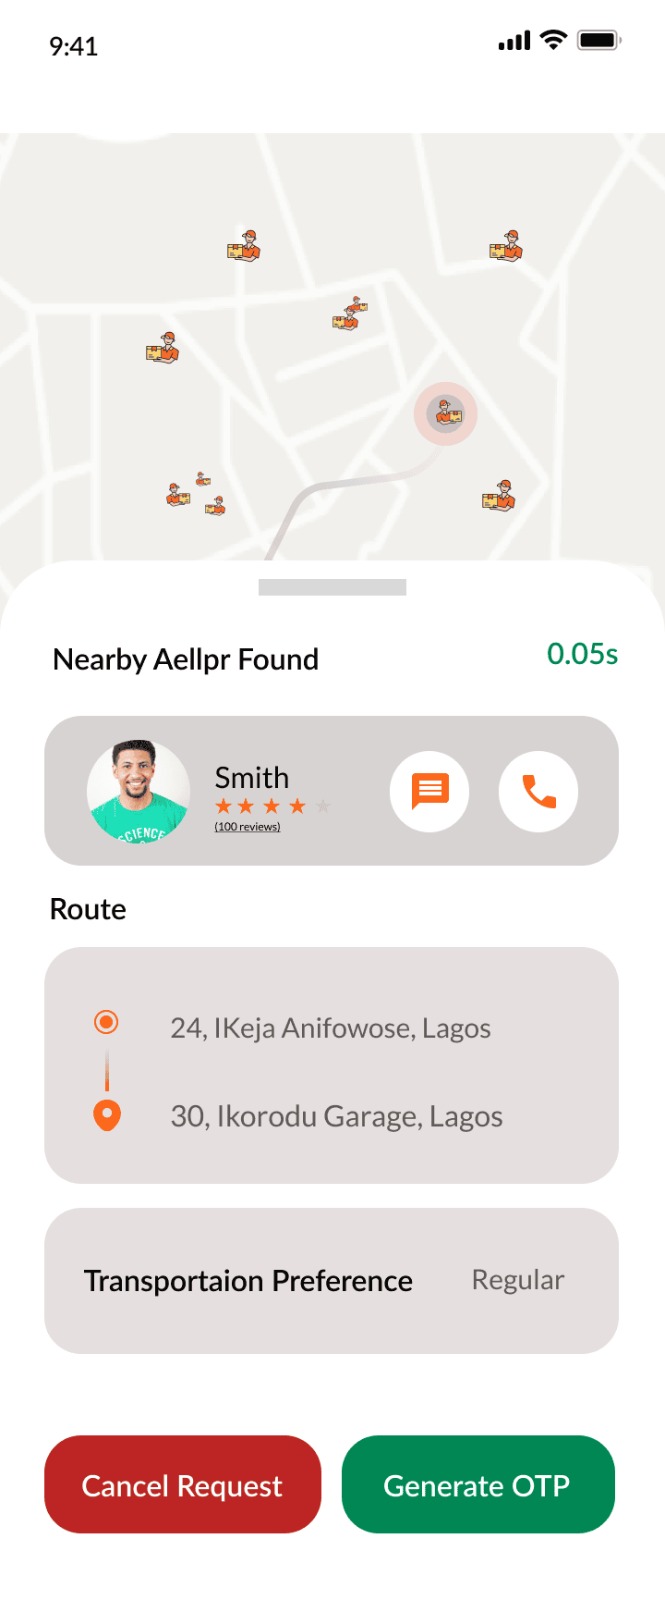 9:41
Nearby Aellpr Found
0.05s
SCIENCE
Smith
(100 reviews)
Route
24, IKeja Anifowose, Lagos
30, Ikorodu Garage, Lagos
Transportaion Preference
Regular
Cancel Request
Generate OTP